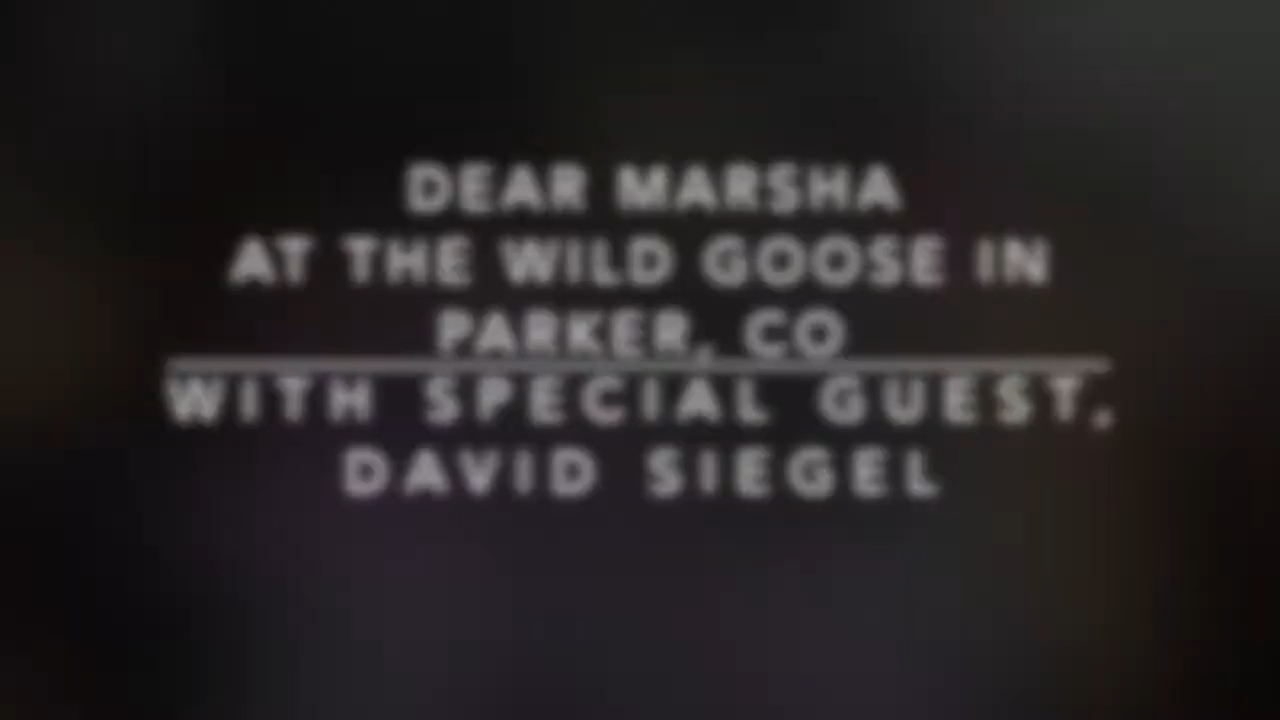 DEAR MARSHA
AT THE WILD GOOSE IN
PARKER, CO
WITH SPECIAL GUEST,
DAVID SIEGEL